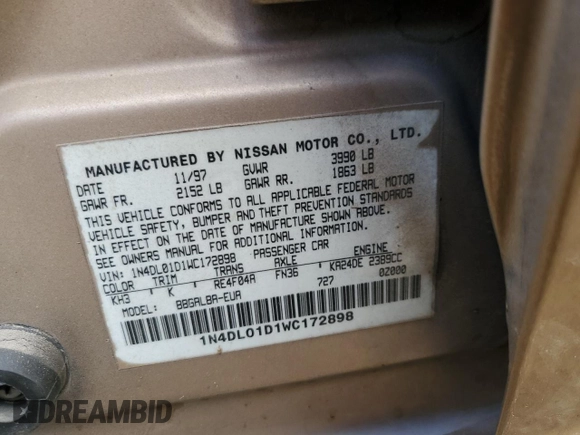 MANUFACTURED BY NISSAN MOTOR CO., LTD.
DATE 11/97 GVWR 3990 LB
GAWR FR. 2152 LB GAWR RR. 1863 LB
THIS VEHICLE CONFORMS TO ALL APPLICABLE FEDERAL MOTOR
VEHICLE SAFETY, BUMPER AND THEFT PREVENTION STANDARDS
IN EFFECT ON THE DATE OF MANUFACTURE SHOWN ABOVE.
SEE OWNERS MANUAL FOR ADDITIONAL INFORMATION.
VIN: 1N4DL01D1WC172898 PASSENGER CAR
COLOR TRIM TRANS AXLE ENGINE
KH3 K RE4F04A FN36 KA24DE 2389CC
MODEL: BBGALBA-EUA 727 0Z000
1N4DL01D1WC172898
DREAMBID